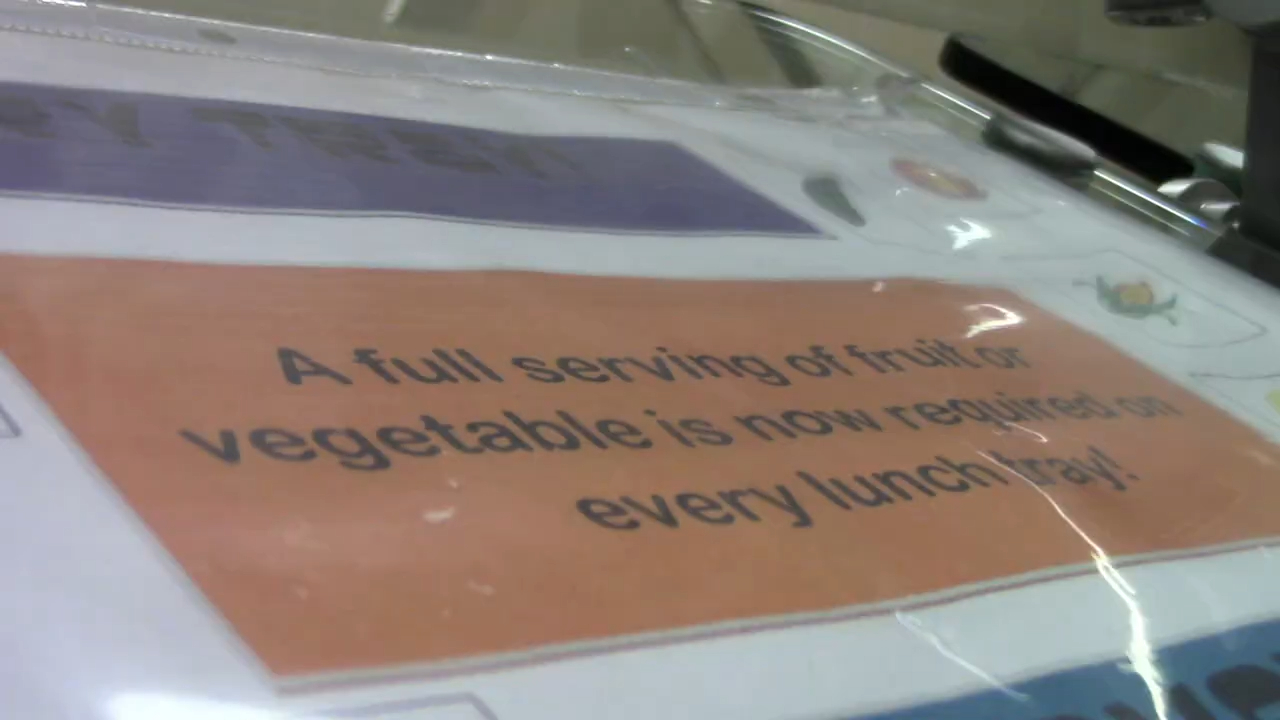 A full serving of fruit or
vegetable is now required on
every lunch tray!